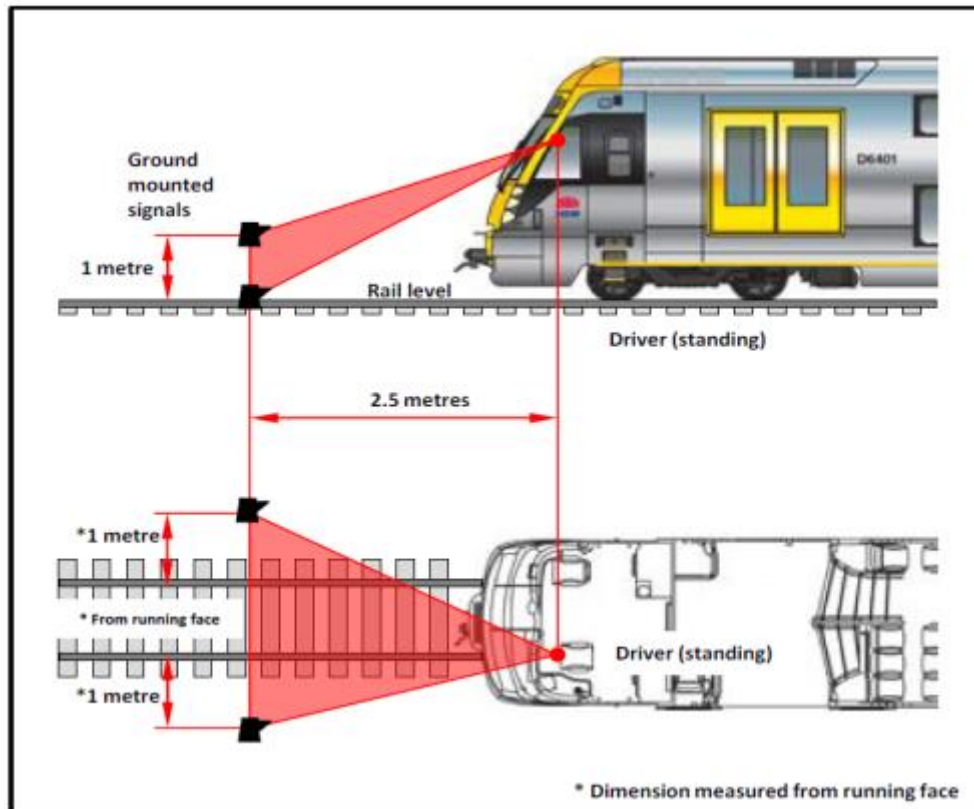 Ground
mounted
signals
D6401
1 metre
Rail level
Driver (standing)
2.5 metres
*1 metre
* From running face
Driver (standing)
*1 metre
* Dimension measured from running face